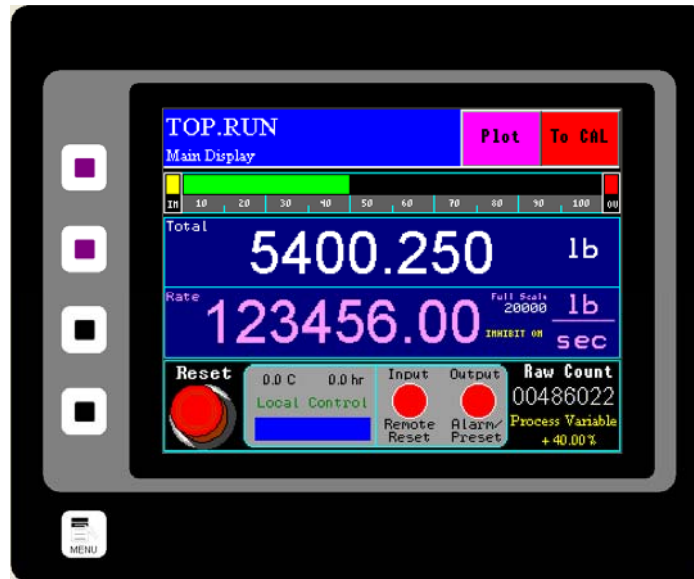 TOP.RUN
Main Display
Plot
To CAL
IN 10 20 30 40 50 60 70 80 90 100 OV
Total
5400.250 lb
Rate
123456.00
Full Scale
20000
INHIBIT ON
lb
sec
Reset
0.0 C 0.0 hr
Local Control
Input
Remote
Reset
Output
Alarm/
Preset
Raw Count
00486022
Process Variable
+ 40.00 %
MENU